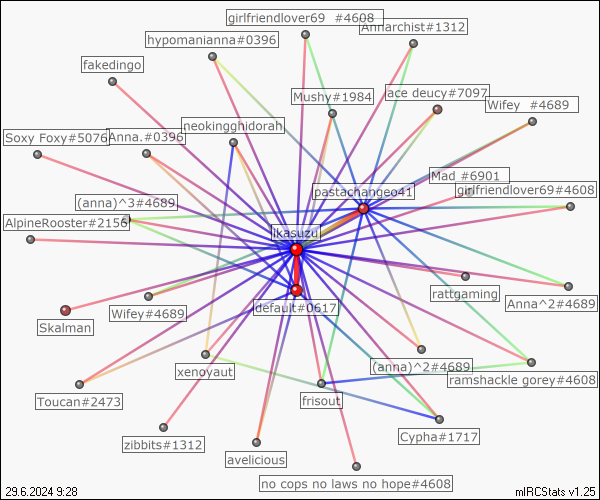 girlfriendlover69  #4608
Annarchist#1312
hypomanianna#0396
fakedingo
ace deucy#7097
Mushy#1984
Wifey  #4689
neokingghidorah
Soxy Foxy#5076
Anna.#0396
Mad_#6901
pastachangeo41
girlfriendlover69#4608
(anna)^3#4689
AlpineRooster#2156
ikasuzu
rattgaming
Anna^2#4689
default#0617
Wifey#4689
Skalman
(anna)^2#4689
xenoyaut
ramshackle gorey#4608
Toucan#2473
frisout
Cypha#1717
zibbits#1312
avelicious
no cops no laws no hope#4608
29.6.2024 9:28
mIRCStats v1.25